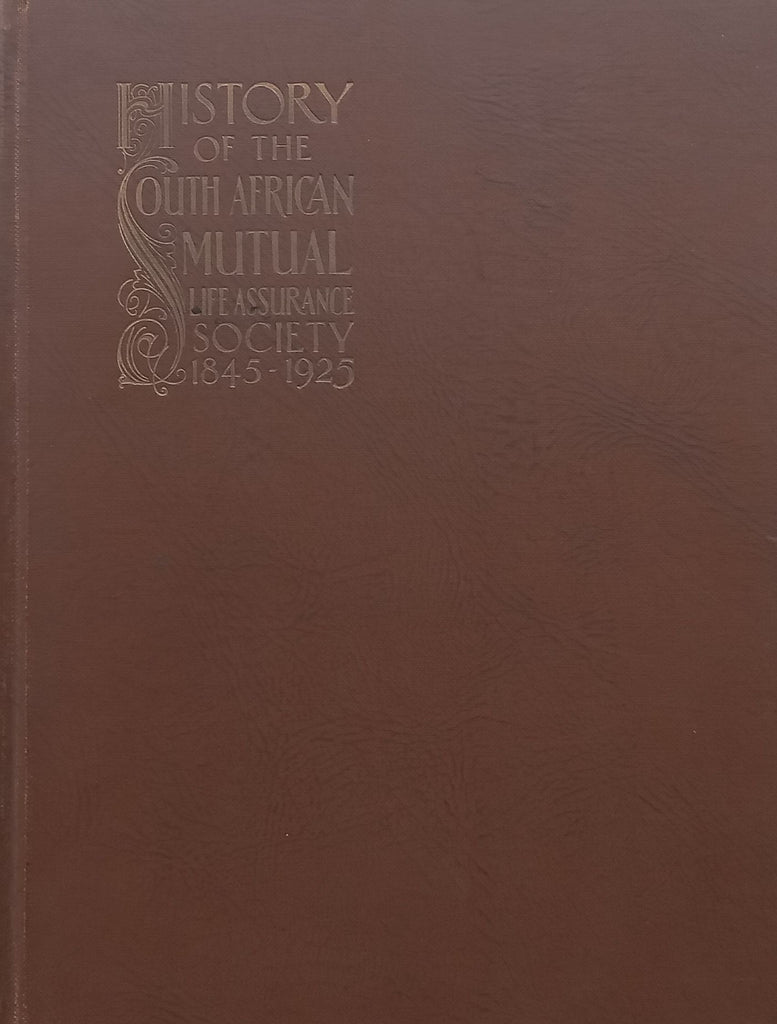 HISTORY
OF THE
SOUTH AFRICAN
MUTUAL
LIFE ASSURANCE
SOCIETY
1845-1925